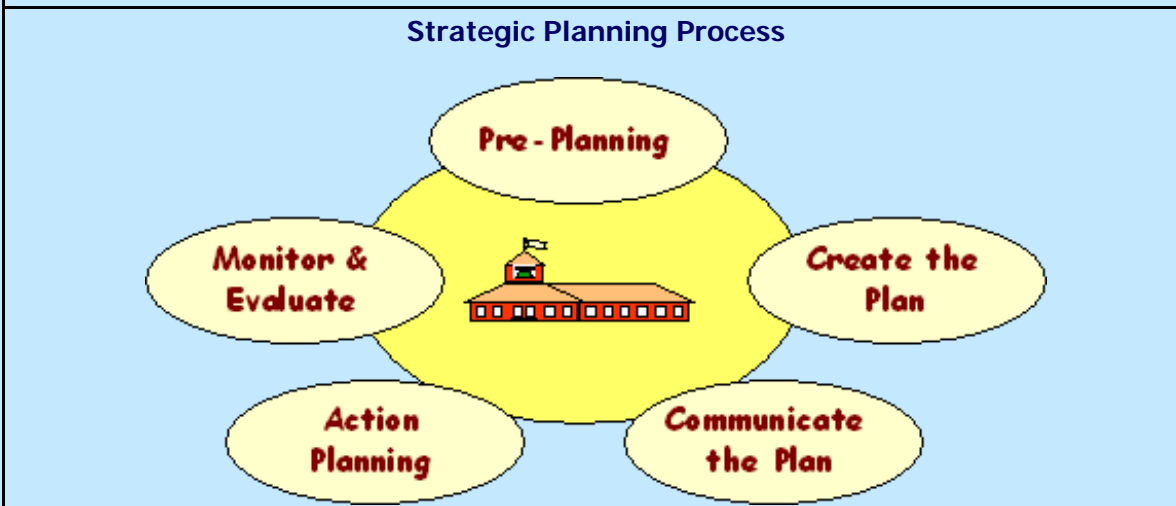 Strategic Planning Process
Pre-Planning
Create the
Plan
Communicate
the Plan
Action
Planning
Monitor &
Evaluate